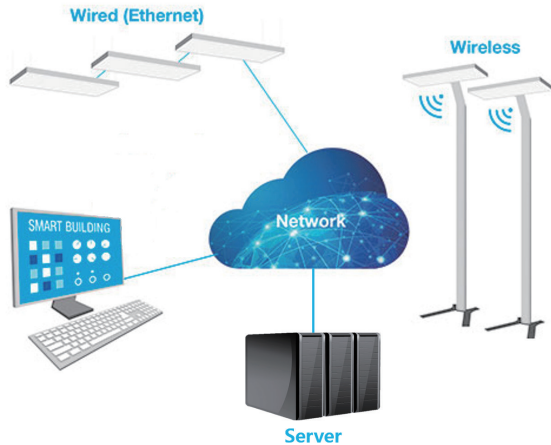 Wired (Ethernet)
Wireless
SMART BUILDING
Network
Server